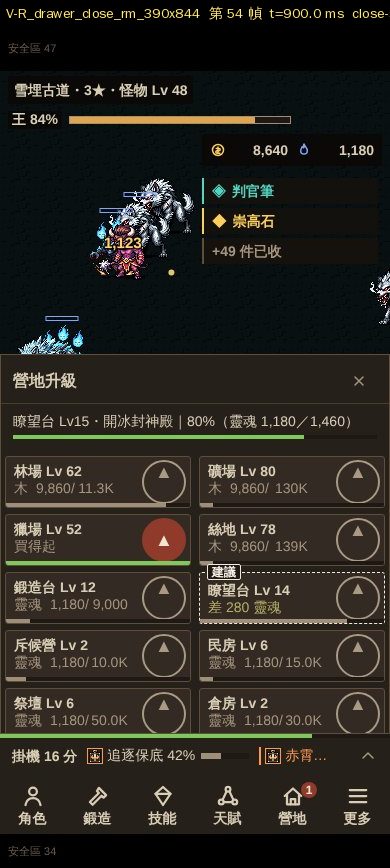 V-R_drawer_close_rm_390x844 第 54 幀 t=900.0 ms close-
安全區 47
雪埋古道・3★・怪物 Lv 48
王 84%
8,640 1,180
判官筆
崇高石
+49 件已收
1,123
營地升級 ×
瞭望台 Lv15・開冰封神殿｜80%（靈魂 1,180／1,460）
林場 Lv 62
木 9,860/ 11.3K
礦場 Lv 80
木 9,860/ 130K
獵場 Lv 52
買得起
絲地 Lv 78
木 9,860/ 139K
鍛造台 Lv 12
靈魂 1,180/ 9,000
建議
瞭望台 Lv 14
差 280 靈魂
斥候營 Lv 2
靈魂 1,180/ 10.0K
民房 Lv 6
靈魂 1,180/ 15.0K
祭壇 Lv 6
靈魂 1,180/ 50.0K
倉房 Lv 2
靈魂 1,180/ 30.0K
掛機 16 分 追逐保底 42% 赤霄…
角色 鍛造 技能 天賦 營地 1 更多
安全區 34